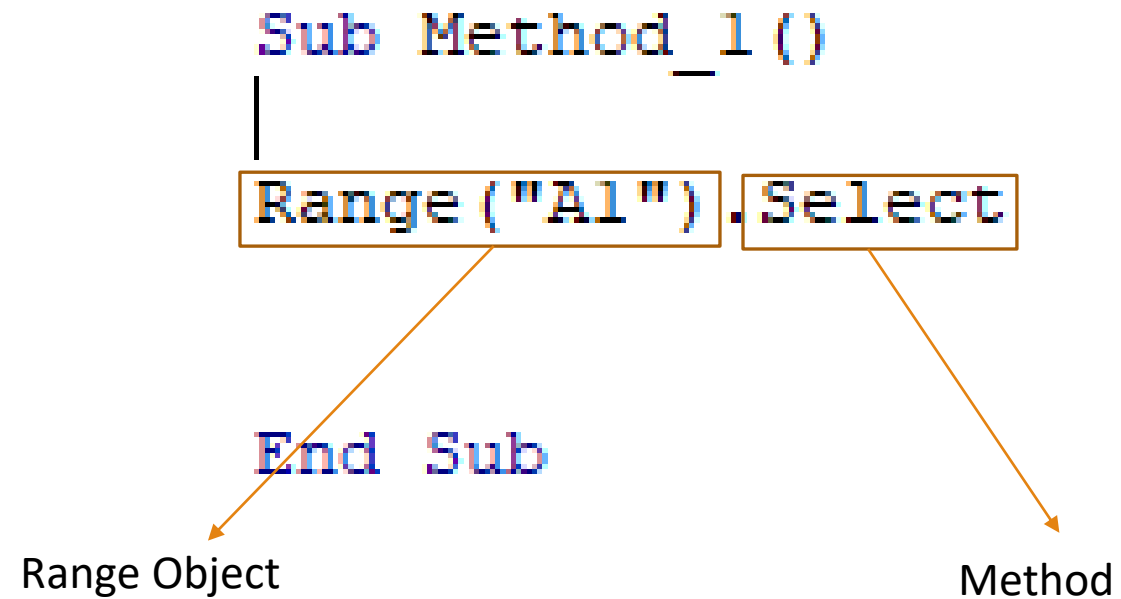 Sub Method_1()
Range("A1").Select
End Sub
Range Object
Method